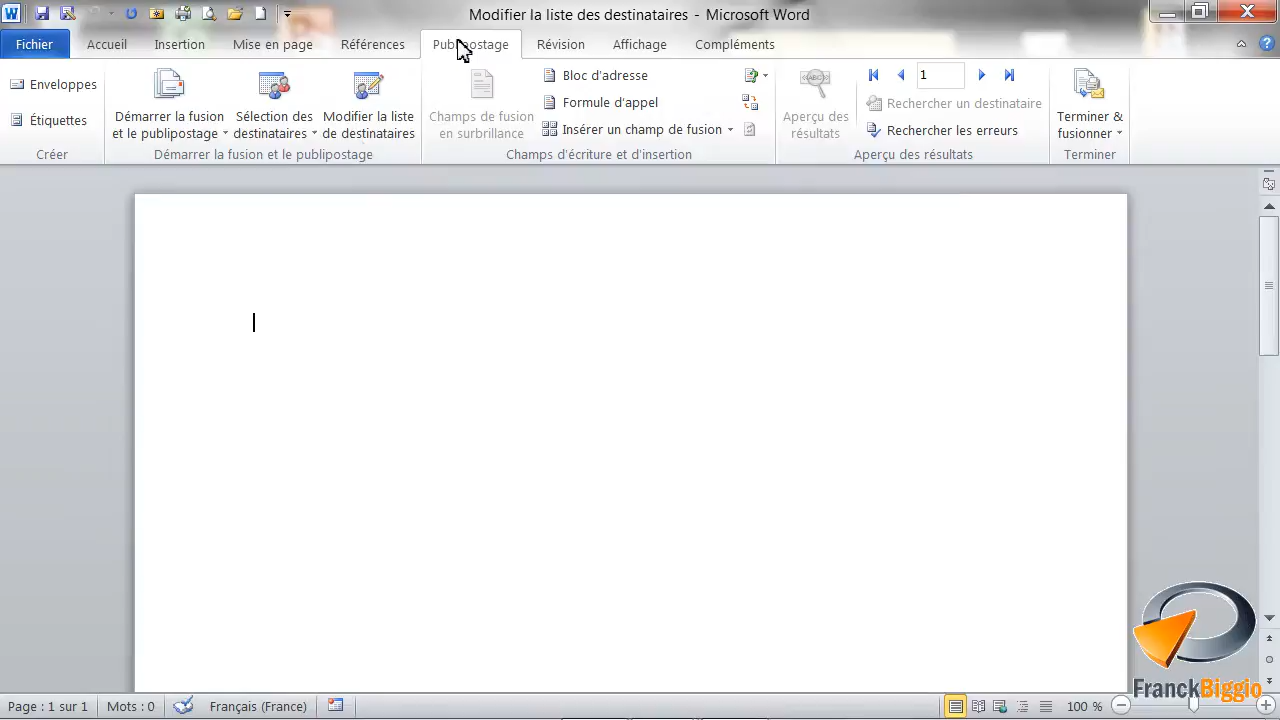 Modifier la liste des destinataires - Microsoft Word
Fichier Accueil Insertion Mise en page Références Publipostage Révision Affichage Compléments
Enveloppes
Étiquettes
Créer
Démarrer la fusion
et le publipostage
Sélection des
destinataires
Modifier la liste
de destinataires
Démarrer la fusion et le publipostage
Champs de fusion
en surbrillance
Bloc d'adresse
Formule d'appel
Insérer un champ de fusion
Champs d'écriture et d'insertion
Aperçu des
résultats
1
Rechercher un destinataire
Rechercher les erreurs
Aperçu des résultats
Terminer &
fusionner
Terminer
FranckBiggio
Page : 1 sur 1 Mots : 0 Français (France) 100 %